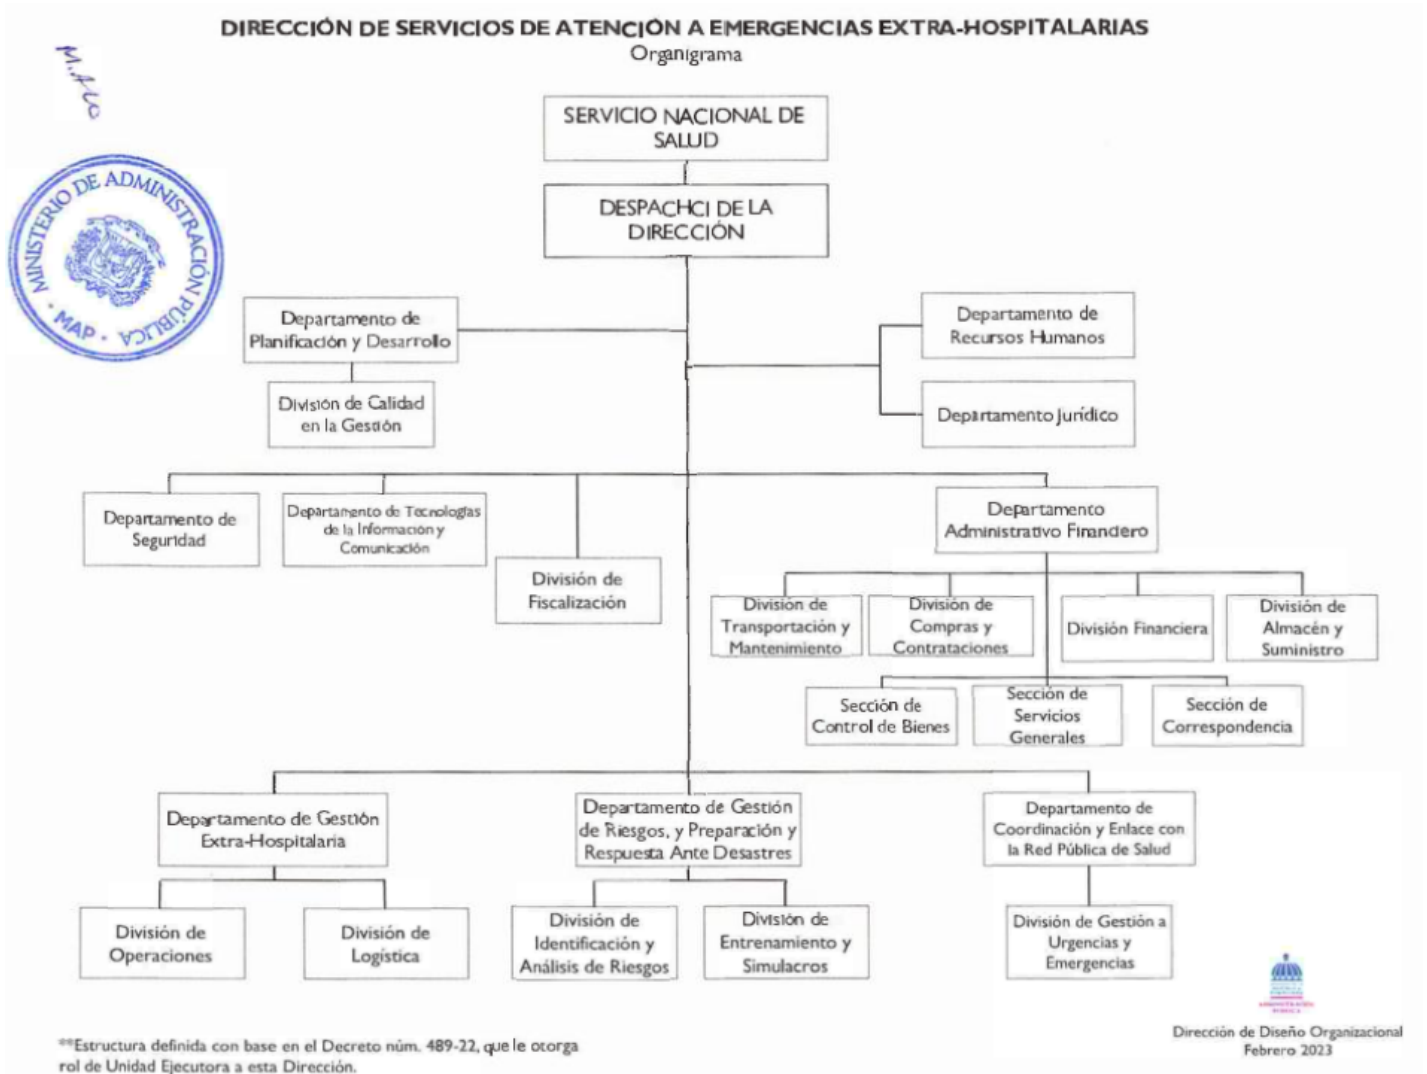 DIRECCIÓN DE SERVICIOS DE ATENCIÓN A EMERGENCIAS EXTRA-HOSPITALARIAS
Organigrama
MINISTERIO DE ADMINISTRACIÓN PÚBLICA
· MAP ·
SERVICIO NACIONAL DE
SALUD
DESPACHCI DE LA
DIRECCIÓN
Departamento de
Planificación y Desarrollo
División de Calidad
en la Gestión
Departamento de
Recursos Humanos
Departamento Jurídico
Departamento de
Seguridad
Departamento de Tecnologías
de la Información y
Comunicación
División de
Fiscalización
Departamento
Administrativo Financiero
División de
Transportación y
Mantenimiento
División de
Compras y
Contrataciones
División Financiera
División de
Almacén y
Suministro
Sección de
Control de Bienes
Sección de
Servicios
Generales
Sección de
Correspondencia
Departamento de Gestión
Extra-Hospitalaria
Departamento de Gestión
de Riesgos, y Preparación y
Respuesta Ante Desastres
Departamento de
Coordinación y Enlace con
la Red Pública de Salud
División de
Operaciones
División de
Logística
División de
Identificación y
Análisis de Riesgos
División de
Entrenamiento y
Simulacros
División de Gestión a
Urgencias y
Emergencias
**Estructura definida con base en el Decreto núm. 489-22, que le otorga
rol de Unidad Ejecutora a esta Dirección.
Dirección de Diseño Organizacional
Febrero 2023